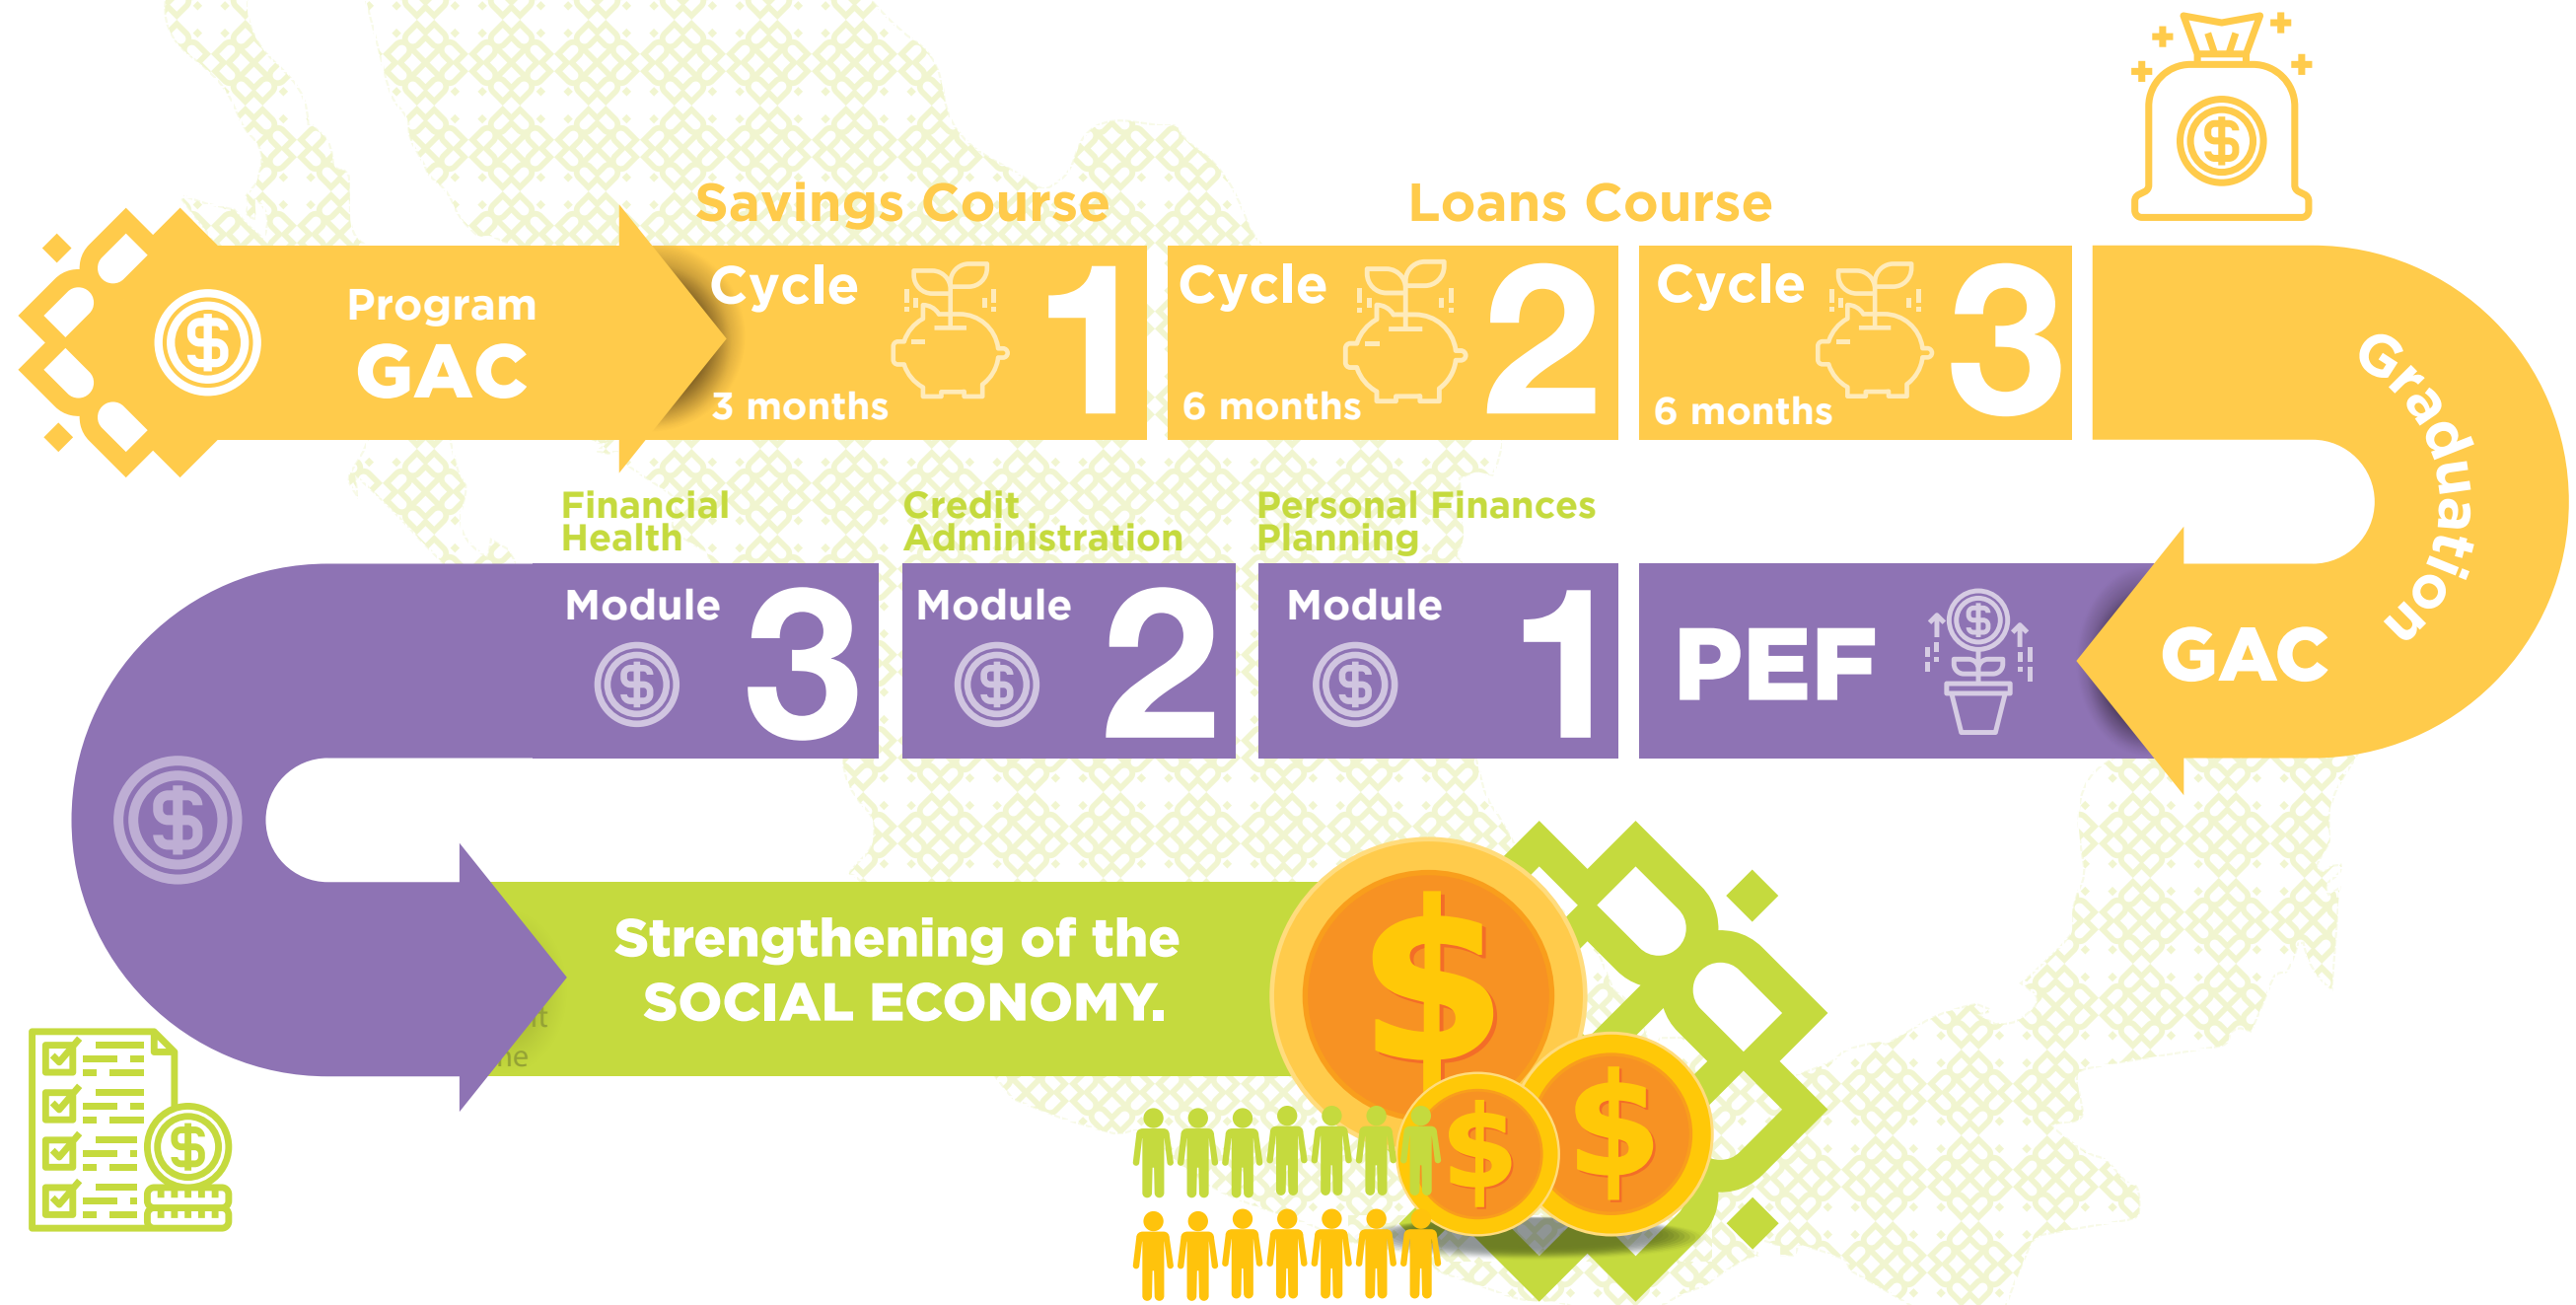 Savings Course
Loans Course
Program
GAC
Cycle
1
3 months
Cycle
2
6 months
Cycle
3
6 months
Graduation
GAC
PEF
Personal Finances
Planning
Module
1
Credit
Administration
Module
2
Financial
Health
Module
3
Strengthening of the
SOCIAL ECONOMY.